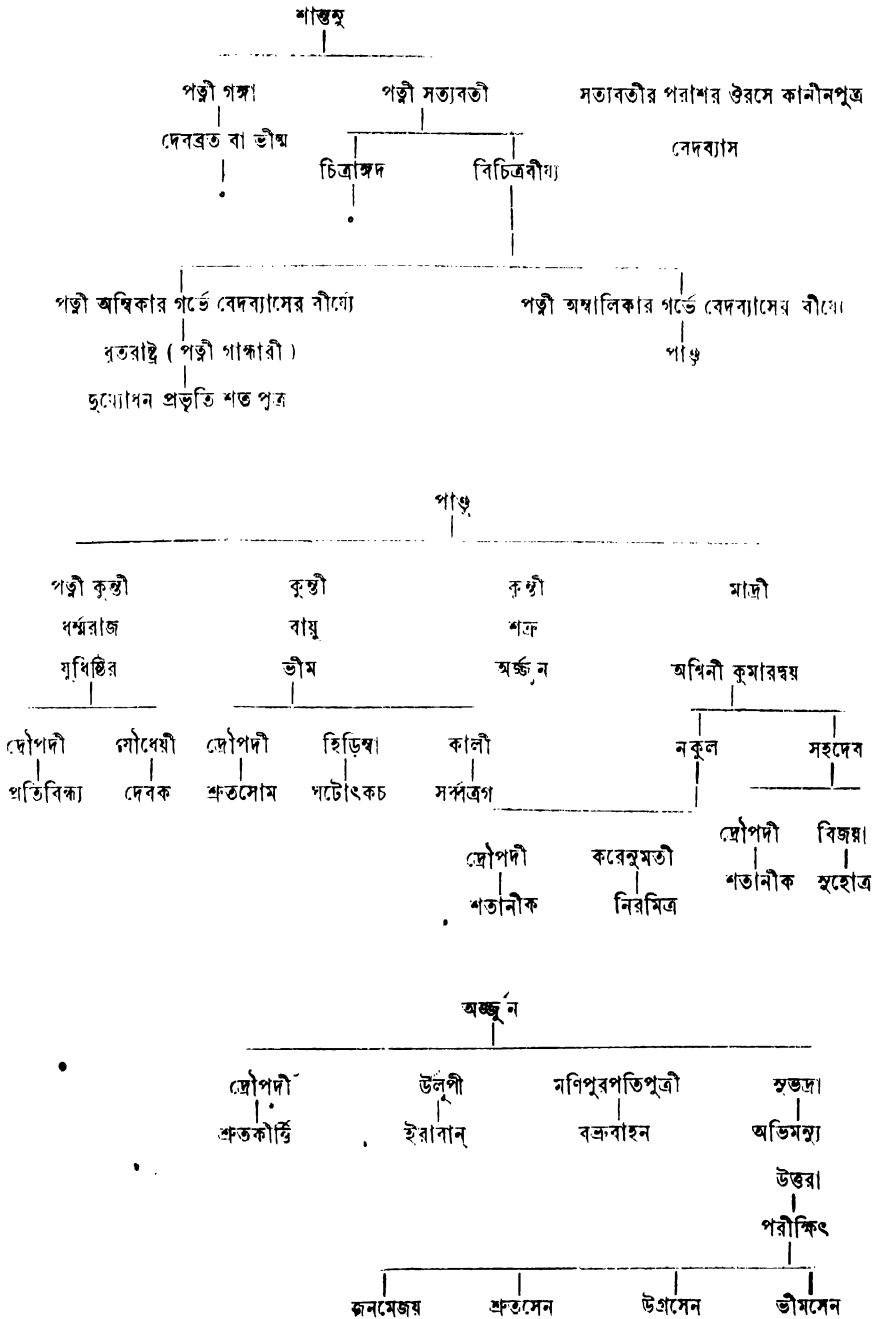 শান্তনু
পত্নী গঙ্গা পত্নী সত্যবতী সত্যবতীর পরাশর ঔরসে কানীনপুত্র
দেবব্রত বা ভীষ্ম বেদব্যাস
চিত্রাঙ্গদ বিচিত্রবীর্য্য
পত্নী অম্বিকার গর্ভে বেদব্যাসের বীর্য্যে পত্নী অম্বালিকার গর্ভে বেদব্যাসের বীর্য্যে
ধৃতরাষ্ট্র ( পত্নী গান্ধারী ) পাণ্ডু
দুর্য্যোধন প্রভৃতি শত পুত্র
পাণ্ডু
পত্নী কুন্তী কুন্তী কুন্তী মাদ্রী
ধর্ম্মরাজ বায়ু শক্র
যুধিষ্ঠির ভীম অর্জ্জুন অশ্বিনী কুমারদ্বয়
দ্রৌপদী যৌধেয়ী দ্রৌপদী হিড়িম্বা কালী নকুল সহদেব
প্রতিবিন্ধ্য দেবক শ্রুতসোম ঘটোৎকচ সর্ব্বত্রগ
দ্রৌপদী করেনুমতী দ্রৌপদী বিজয়া
শতানীক নিরমিত্র শতানীক সুহোত্র
অর্জ্জুন
দ্রৌপদী উলূপী মণিপুরপতিপুত্রী সুভদ্রা
শ্রুতকীর্ত্তি ইরাবান্ বভ্রুবাহন অভিমন্যু
উত্তরা
পরীক্ষিৎ
জনমেজয় শ্রুতসেন উগ্রসেন ভীমসেন